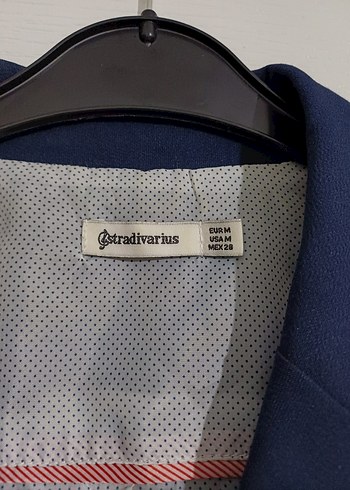 Stradivarius
EUR M
USA M
MEX 28